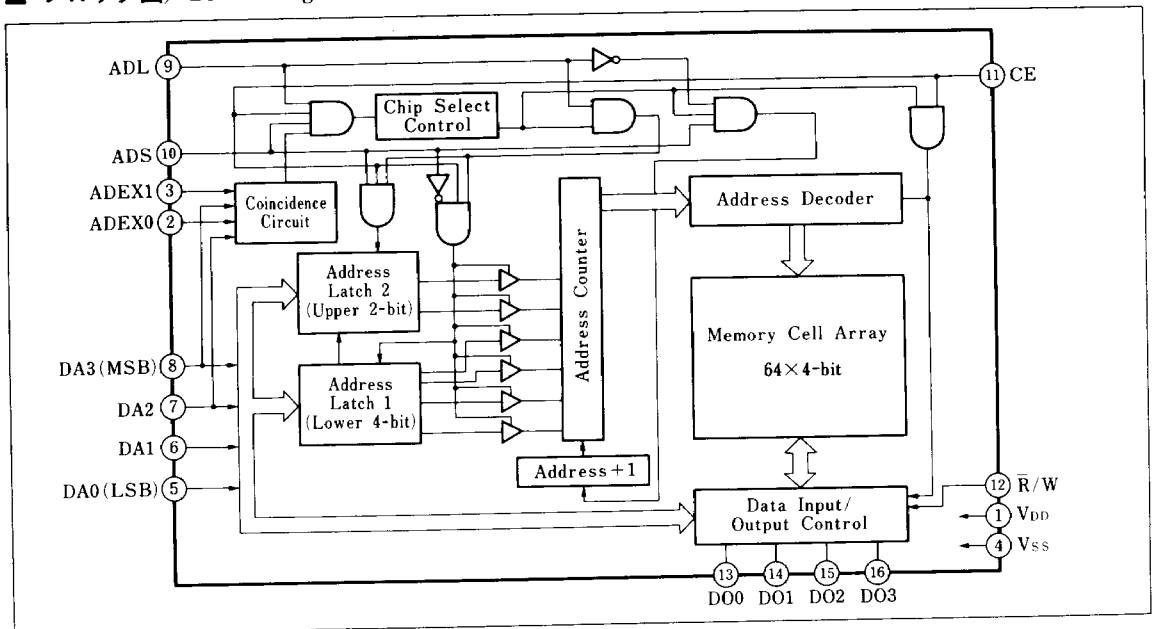 ADL ⑨
⑪ CE
Chip Select
Control
ADS ⑩
ADEX1 ③
ADEX0 ②
Coincidence
Circuit
Address Decoder
Address
Latch 2
(Upper 2-bit)
Address Counter
Memory Cell Array
64×4-bit
DA3(MSB) ⑧
Address
Latch 1
(Lower 4-bit)
DA2 ⑦
DA1 ⑥
DA0(LSB) ⑤
Address+1
Data Input/
Output Control
⑫ R̅/W
① VDD
④ VSS
⑬ ⑭ ⑮ ⑯
DO0 DO1 DO2 DO3